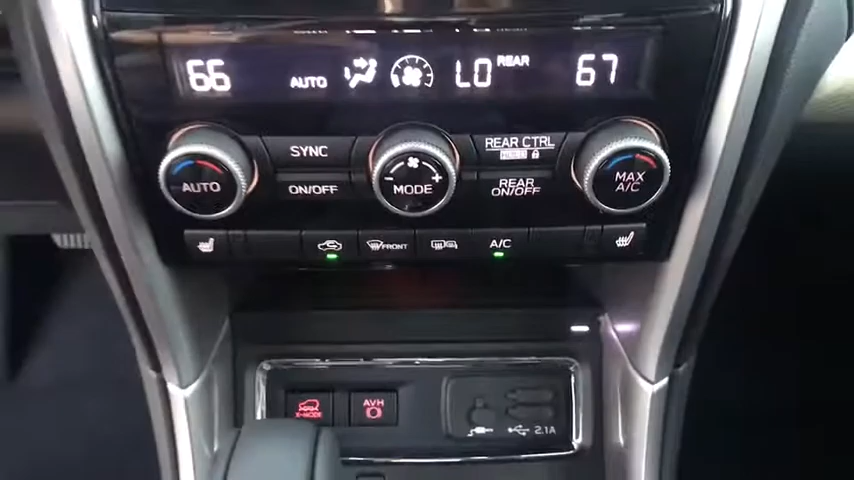 66 AUTO LO REAR 67
AUTO SYNC MODE REAR CTRL MAX A/C
ON/OFF REAR ON/OFF
FRONT A/C
X-MODE AVH
2.1A